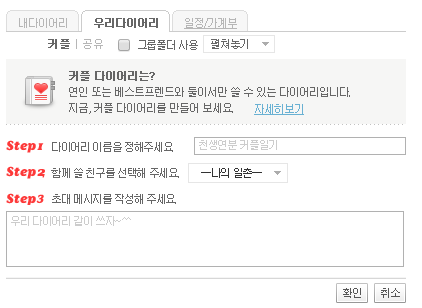 내다이어리 우리다이어리 일정/가계부
커플 | 공유 그룹폴더 사용 펼쳐놓기
커플 다이어리는?
연인 또는 베스트프렌드와 둘이서만 쓸 수 있는 다이어리입니다.
지금, 커플 다이어리를 만들어 보세요. 자세히보기
Step1 다이어리 이름을 정해주세요 천생연분 커플일기
Step2 함께 쓸 친구를 선택해 주세요. ---나의 일촌---
Step3 초대 메시지를 작성해 주세요.
우리 다이어리 같이 쓰자~^^
확인 취소